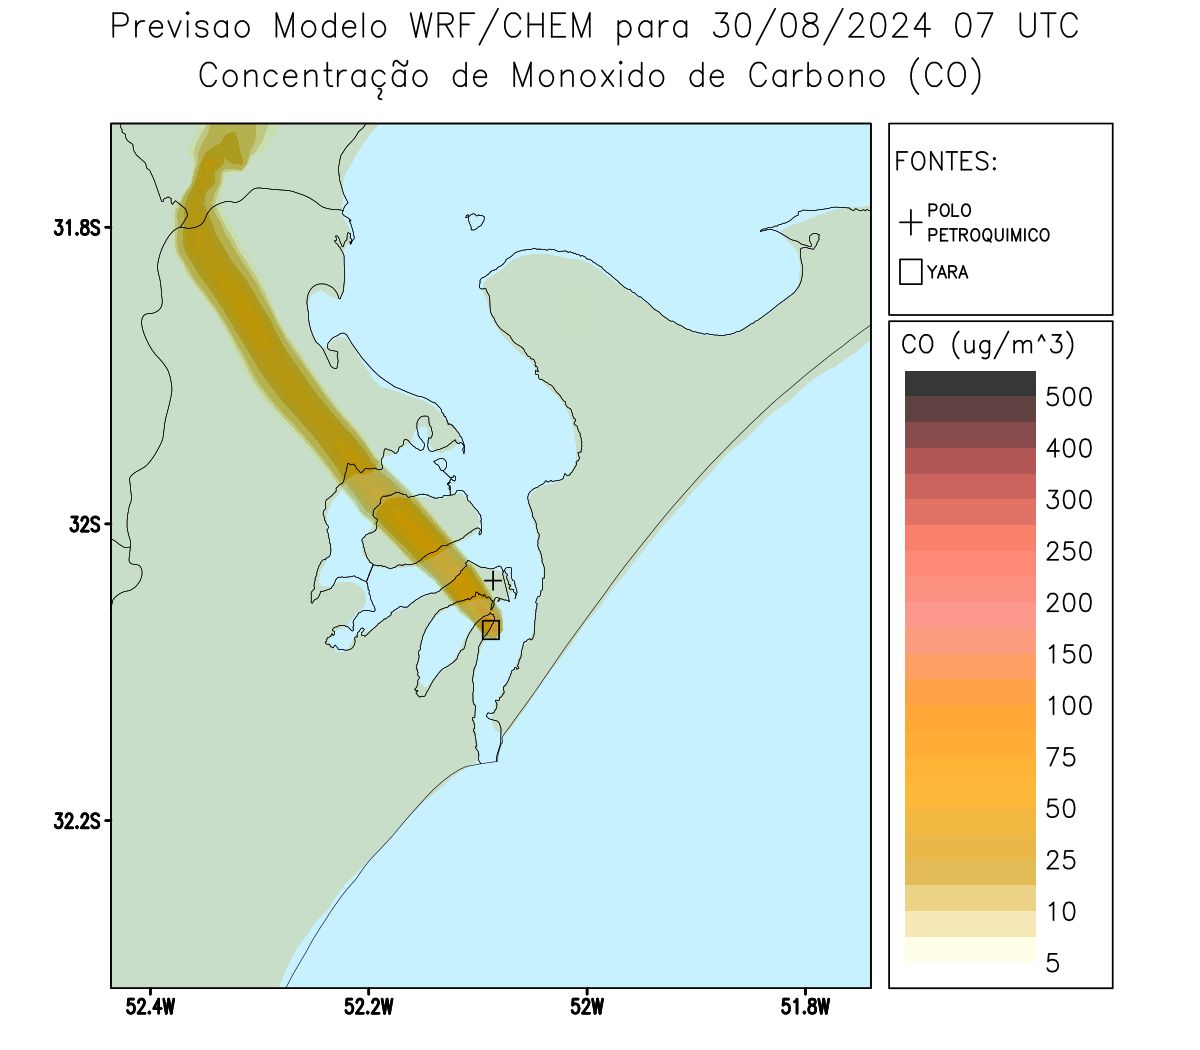 Previsao Modelo WRF/CHEM para 30/08/2024 07 UTC
Concentração de Monoxido de Carbono (CO)
FONTES:
POLO
PETROQUIMICO
YARA
CO (ug/m^3)
500
400
300
250
200
150
100
75
50
25
10
5
31.8S
32S
32.2S
52.4W
52.2W
52W
51.8W